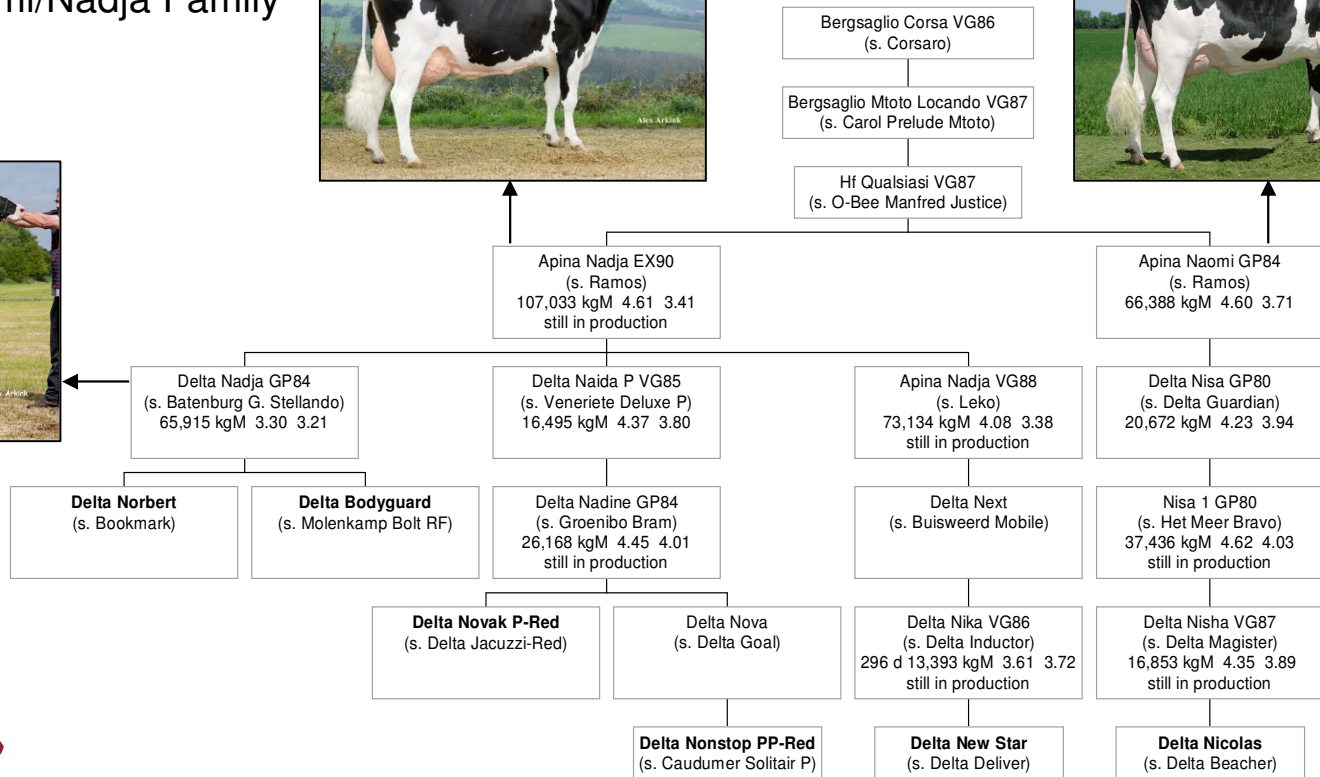 mi/Nadja Family
Bergsaglio Corsa VG86
(s. Corsaro)
Alex Arkink
Bergsaglio Mtoto Locando VG87
(s. Carol Prelude Mtoto)
Hf Qualsiasi VG87
(s. O-Bee Manfred Justice)
Apina Nadja EX90
(s. Ramos)
107,033 kgM 4.61 3.41
still in production
Apina Naomi GP84
(s. Ramos)
66,388 kgM 4.60 3.71
Arkink
Delta Nadja GP84
(s. Batenburg G. Stellando)
65,915 kgM 3.30 3.21
Delta Naida P VG85
(s. Veneriete Deluxe P)
16,495 kgM 4.37 3.80
Apina Nadja VG88
(s. Leko)
73,134 kgM 4.08 3.38
still in production
Delta Nisa GP80
(s. Delta Guardian)
20,672 kgM 4.23 3.94
Delta Norbert
(s. Bookmark)
Delta Bodyguard
(s. Molenkamp Bolt RF)
Delta Nadine GP84
(s. Groenibo Bram)
26,168 kgM 4.45 4.01
still in production
Delta Next
(s. Buisweerd Mobile)
Nisa 1 GP80
(s. Het Meer Bravo)
37,436 kgM 4.62 4.03
still in production
Delta Novak P-Red
(s. Delta Jacuzzi-Red)
Delta Nova
(s. Delta Goal)
Delta Nika VG86
(s. Delta Inductor)
296 d 13,393 kgM 3.61 3.72
still in production
Delta Nisha VG87
(s. Delta Magister)
16,853 kgM 4.35 3.89
still in production
Delta Nonstop PP-Red
(s. Caudumer Solitair P)
Delta New Star
(s. Delta Deliver)
Delta Nicolas
(s. Delta Beacher)